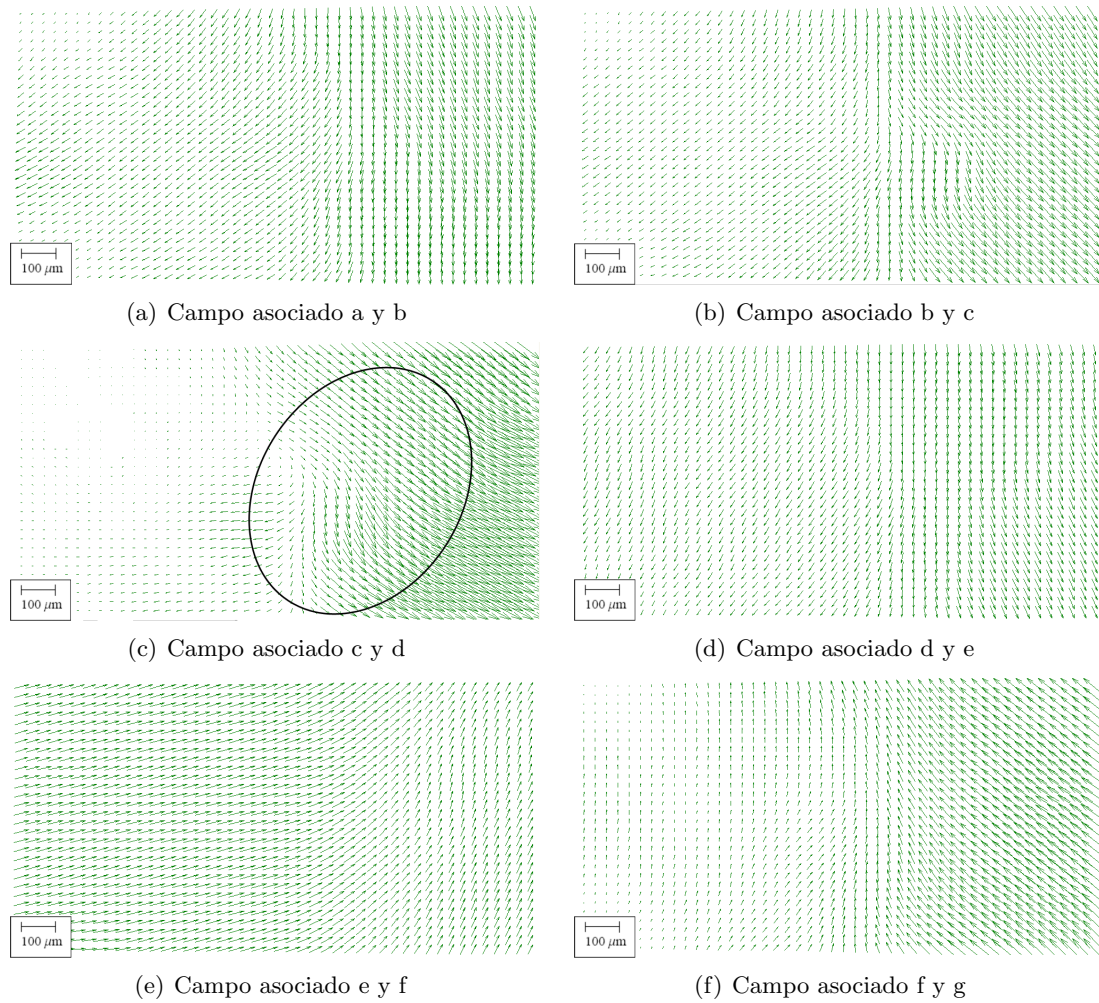 100 μm
100 μm
(a) Campo asociado a y b
(b) Campo asociado b y c
100 μm
100 μm
(c) Campo asociado c y d
(d) Campo asociado d y e
100 μm
100 μm
(e) Campo asociado e y f
(f) Campo asociado f y g